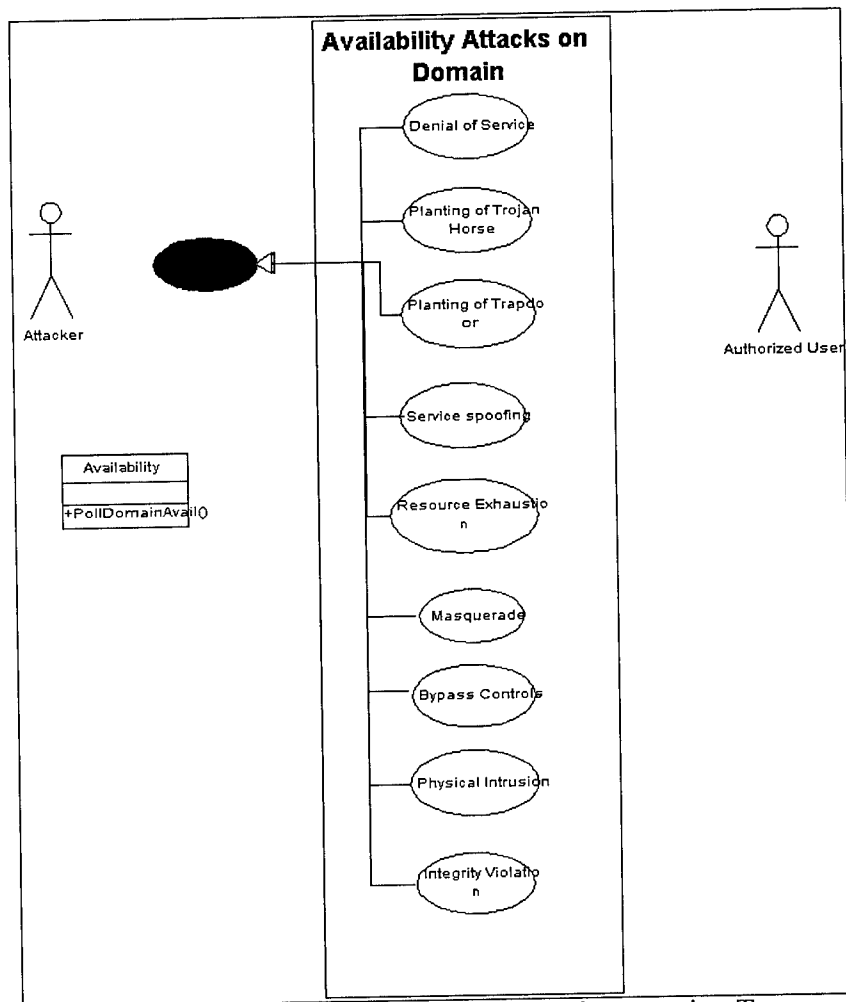 Availability Attacks on
Domain
Denial of Service
Planting of Trojan
Horse
Planting of Trapdo
or
Attacker
Authorized User
Service spoofing
Availability
+PollDomainAvail()
Resource Exhaustio
n
Masquerade
Bypass Controls
Physical Intrusion
Integrity Violatio
n